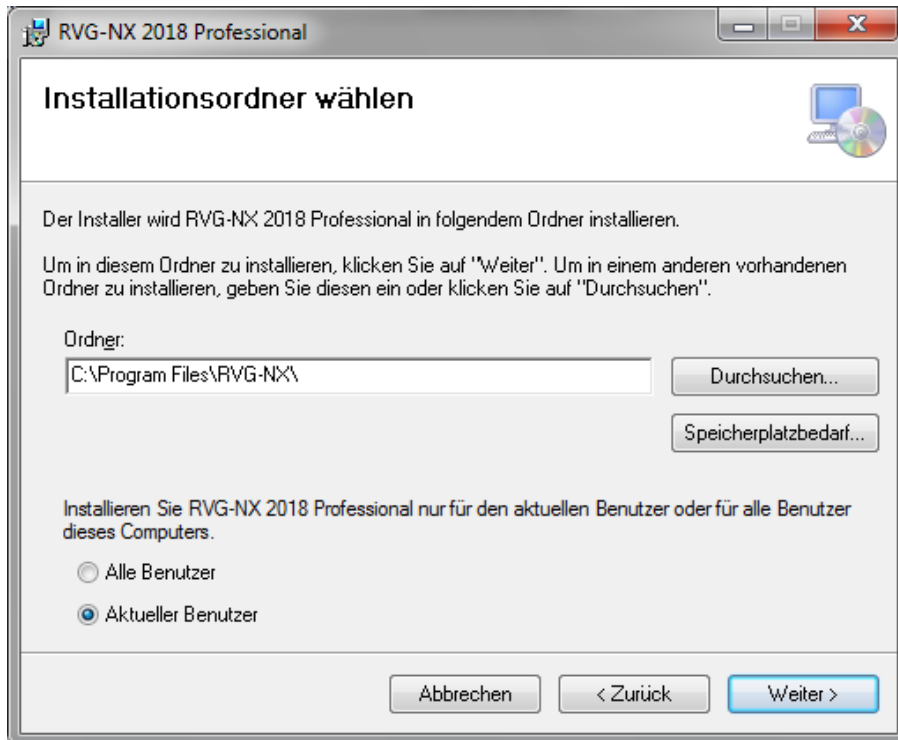 RVG-NX 2018 Professional
Installationsordner wählen
Der Installer wird RVG-NX 2018 Professional in folgendem Ordner installieren.
Um in diesem Ordner zu installieren, klicken Sie auf "Weiter". Um in einem anderen vorhandenen
Ordner zu installieren, geben Sie diesen ein oder klicken Sie auf "Durchsuchen".
Ordner:
C:\Program Files\RVG-NX\
Durchsuchen...
Speicherplatzbedarf...
Installieren Sie RVG-NX 2018 Professional nur für den aktuellen Benutzer oder für alle Benutzer
dieses Computers.
Alle Benutzer
Aktueller Benutzer
Abbrechen
< Zurück
Weiter >